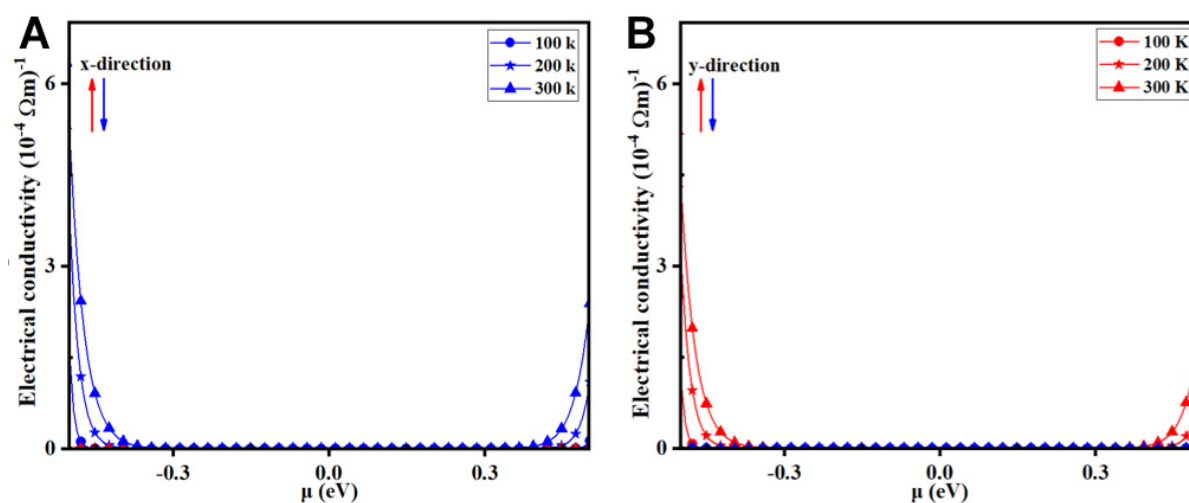 A
x-direction
100 k
200 k
300 k
Electrical conductivity (10⁻⁴ Ωm)⁻¹
6
3
0
-0.3
0.0
0.3
μ (eV)
B
y-direction
100 K
200 K
300 K
Electrical conductivity (10⁻⁴ Ωm)⁻¹
6
3
0
-0.3
0.0
0.3
μ (eV)